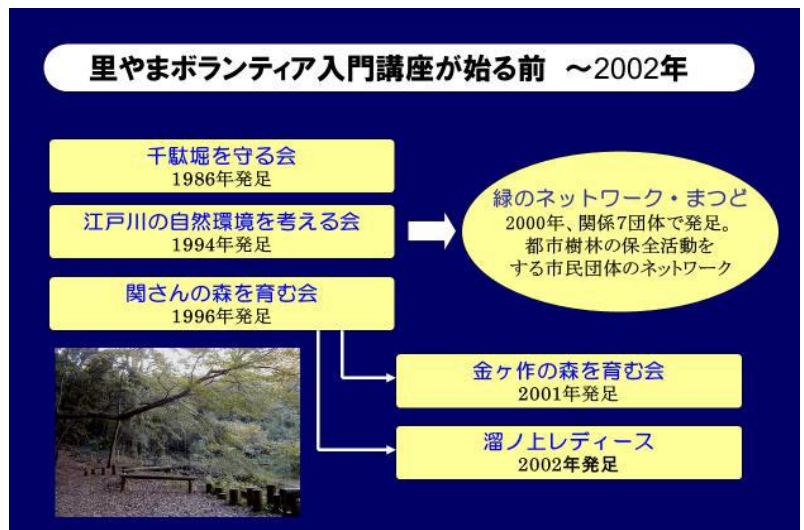 里やまボランティア入門講座が始る前 ～2002年
千駄堀を守る会
1986年発足
江戸川の自然環境を考える会
1994年発足
関さんの森を育む会
1996年発足
緑のネットワーク・まつど
2000年、関係7団体で発足。
都市樹林の保全活動を
する市民団体のネットワーク
金ヶ作の森を育む会
2001年発足
溜ノ上レディース
2002年発足